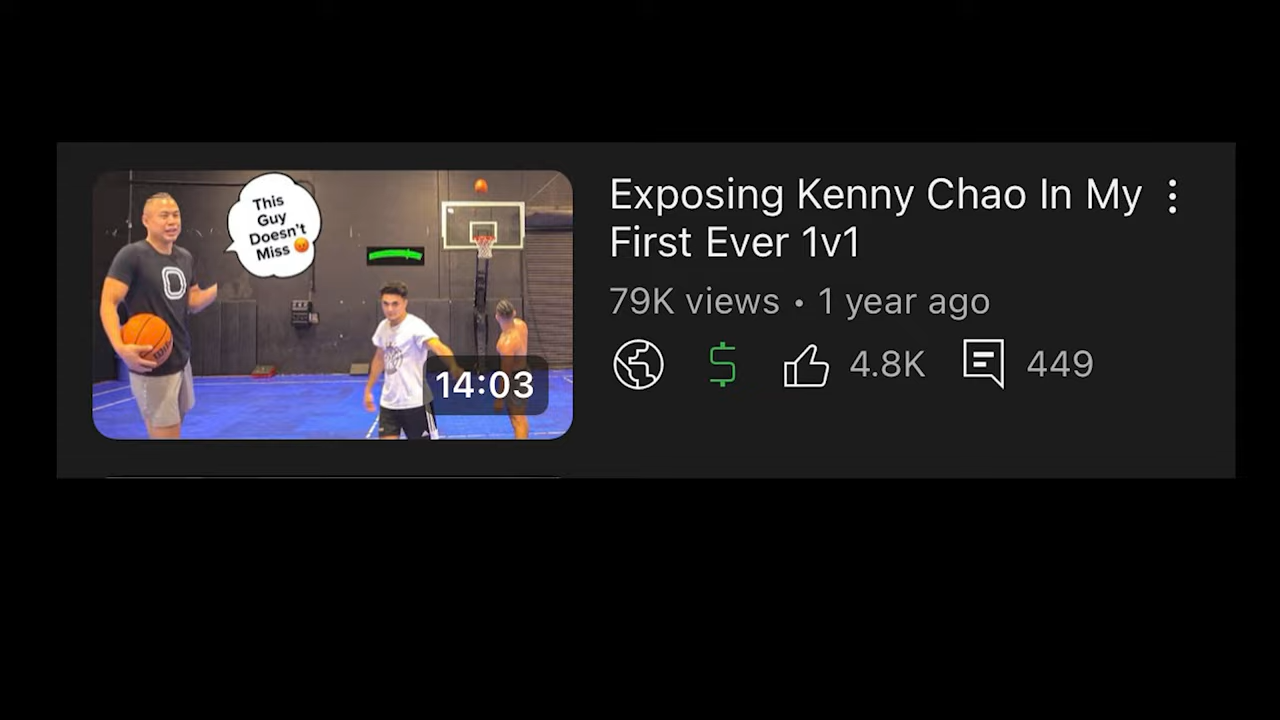 This
Guy
Doesn't
Miss 😡
14:03
Exposing Kenny Chao In My
First Ever 1v1
79K views • 1 year ago
4.8K
449